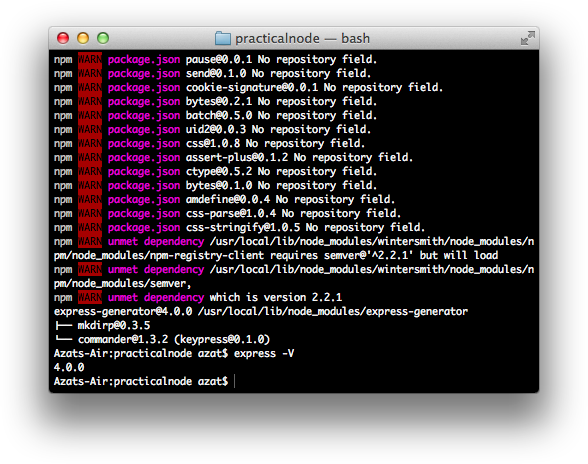 practicalnode — bash
npm WARN package.json pause@0.0.1 No repository field.
npm WARN package.json send@0.1.0 No repository field.
npm WARN package.json cookie-signature@0.0.1 No repository field.
npm WARN package.json bytes@0.2.1 No repository field.
npm WARN package.json batch@0.5.0 No repository field.
npm WARN package.json uid2@0.0.3 No repository field.
npm WARN package.json css@1.0.8 No repository field.
npm WARN package.json assert-plus@0.1.2 No repository field.
npm WARN package.json ctype@0.5.2 No repository field.
npm WARN package.json bytes@0.1.0 No repository field.
npm WARN package.json amdefine@0.0.4 No repository field.
npm WARN package.json css-parse@1.0.4 No repository field.
npm WARN package.json css-stringify@1.0.5 No repository field.
npm WARN unmet dependency /usr/local/lib/node_modules/wintersmith/node_modules/n
pm/node_modules/npm-registry-client requires semver@'^2.2.1' but will load
npm WARN unmet dependency /usr/local/lib/node_modules/wintersmith/node_modules/n
pm/node_modules/semver,
npm WARN unmet dependency which is version 2.2.1
express-generator@4.0.0 /usr/local/lib/node_modules/express-generator
├── mkdirp@0.3.5
└── commander@1.3.2 (keypress@0.1.0)
Azats-Air:practicalnode azat$ express -V
4.0.0
Azats-Air:practicalnode azat$